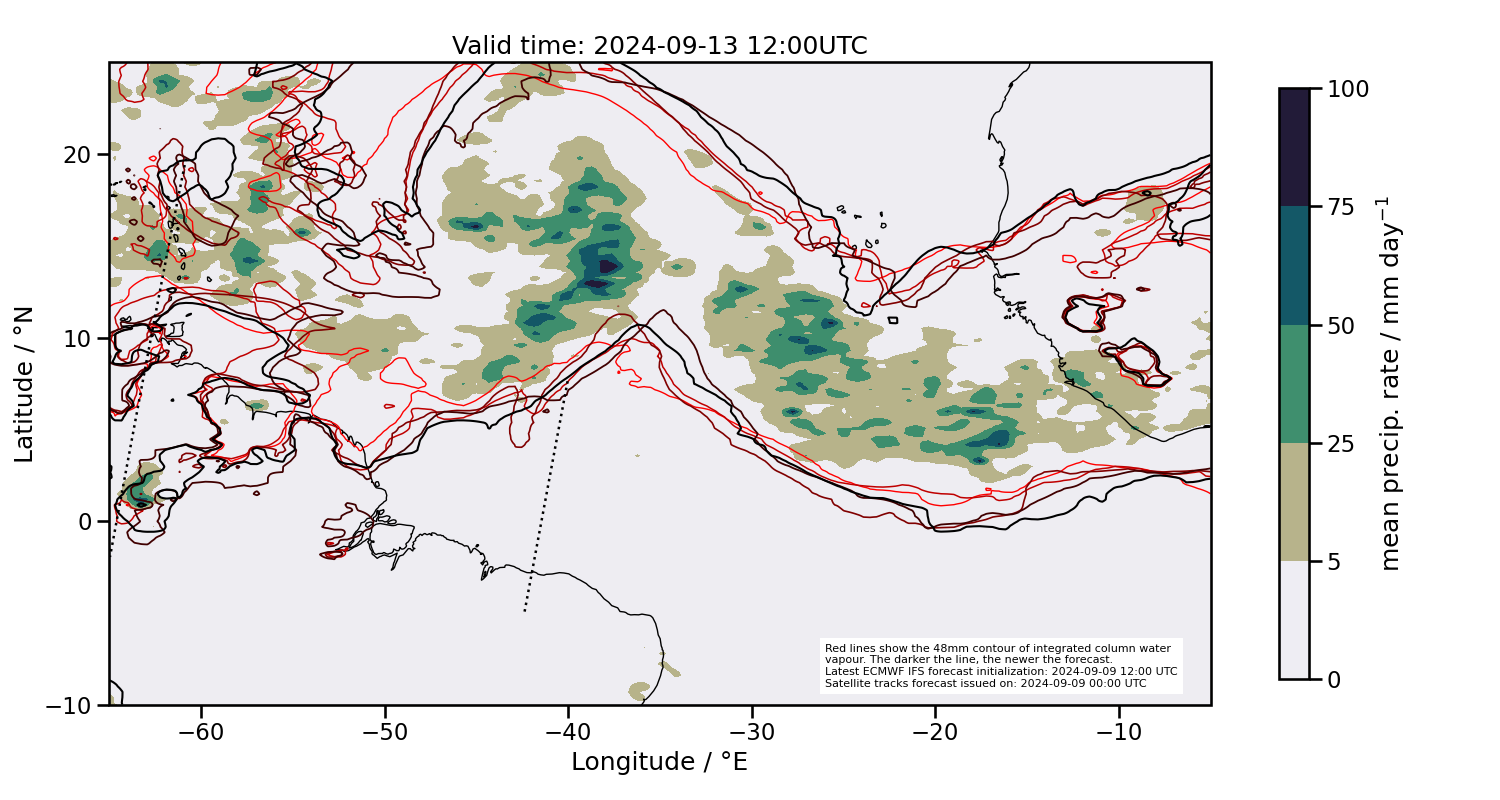 Valid time: 2024-09-13 12:00UTC
20
10
0
−10
−60
−50
−40
−30
−20
−10
Latitude / °N
Longitude / °E
Red lines show the 48mm contour of integrated column water
vapour. The darker the line, the newer the forecast.
Latest ECMWF IFS forecast initialization: 2024-09-09 12:00 UTC
Satellite tracks forecast issued on: 2024-09-09 00:00 UTC
100
75
50
25
5
0
mean precip. rate / mm day⁻¹